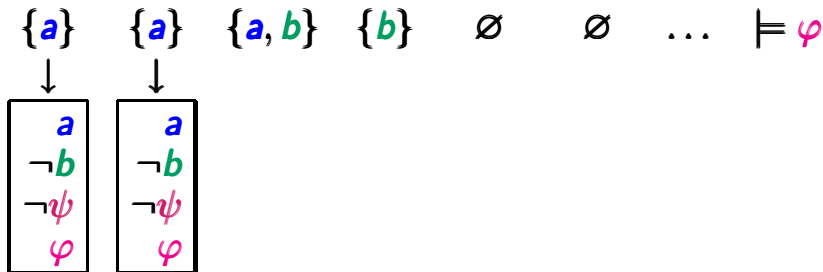 {a} {a} {a, b} {b} ∅ ∅ ... ⊨ φ
↓ ↓
a a
¬b ¬b
¬ψ ¬ψ
φ φ